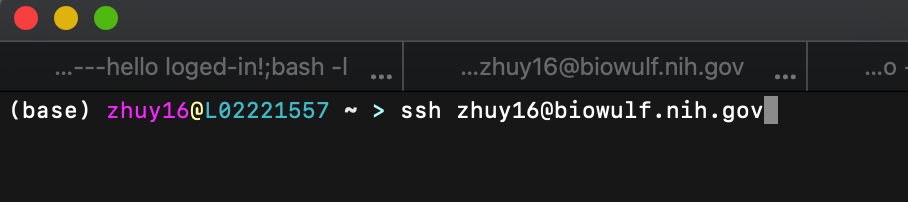 ...---hello loged-in!;bash -l ... ...zhuy16@biowulf.nih.gov ... ...o -
(base) zhuy16@L02221557 ~ > ssh zhuy16@biowulf.nih.gov